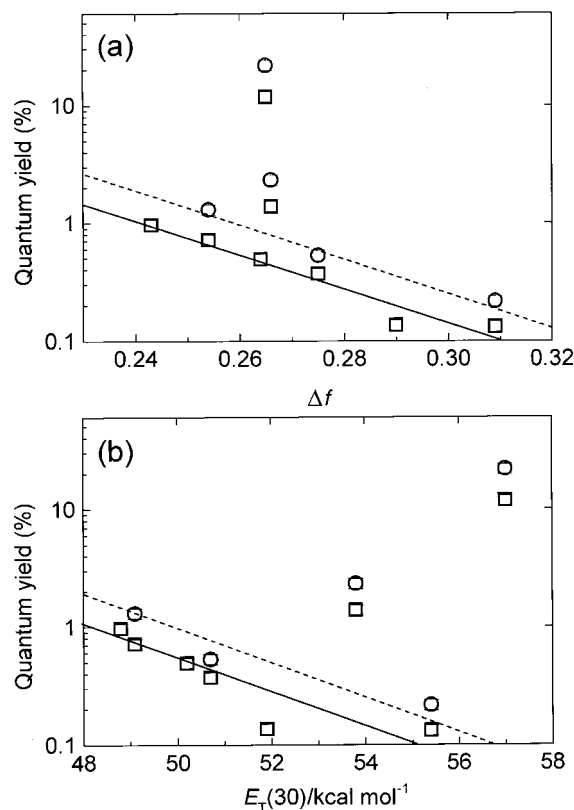 (a)
Quantum yield (%)
10
1
0.1
0.24 0.26 0.28 0.30 0.32
Δf
(b)
Quantum yield (%)
10
1
0.1
48 50 52 54 56 58
E_T(30)/kcal mol⁻¹